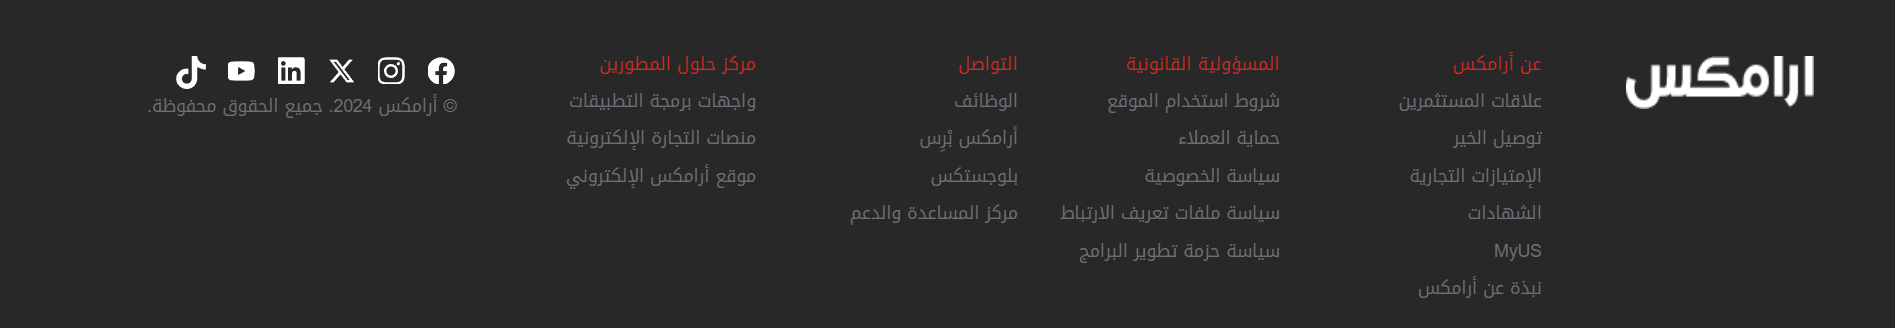 ارامكس
عن أرامكس
علاقات المستثمرين
توصيل الخير
الإمتيازات التجارية
الشهادات
MyUS
نبذة عن أرامكس
المسؤولية القانونية
شروط استخدام الموقع
حماية العملاء
سياسة الخصوصية
سياسة ملفات تعريف الارتباط
سياسة حزمة تطوير البرامج
التواصل
الوظائف
أرامكس بْرِس
بلوجستكس
مركز المساعدة والدعم
مركز حلول المطورين
واجهات برمجة التطبيقات
منصات التجارة الإلكترونية
موقع أرامكس الإلكتروني
© أرامكس 2024. جميع الحقوق محفوظة.